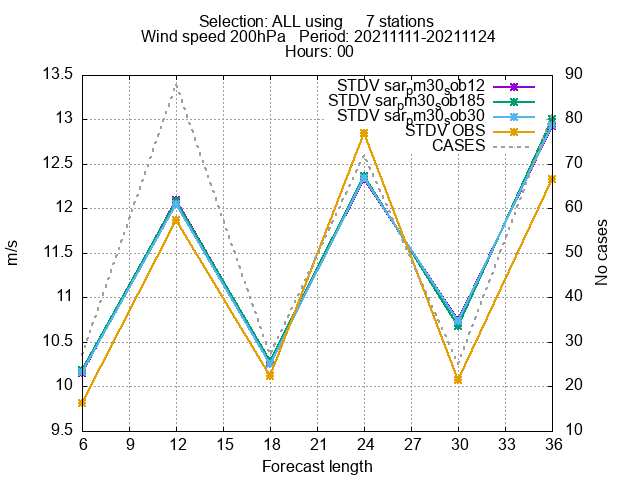 Selection: ALL using 7 stations
Wind speed 200hPa Period: 20211111-20211124
Hours: 00
STDV sarpm30sob12
STDV sarpm30sob185
STDV sarpm30sob30
STDV OBS
CASES
13.5
13
12.5
12
11.5
11
10.5
10
9.5
m/s
90
80
70
60
50
40
30
20
10
No cases
6 9 12 15 18 21 24 27 30 33 36
Forecast length